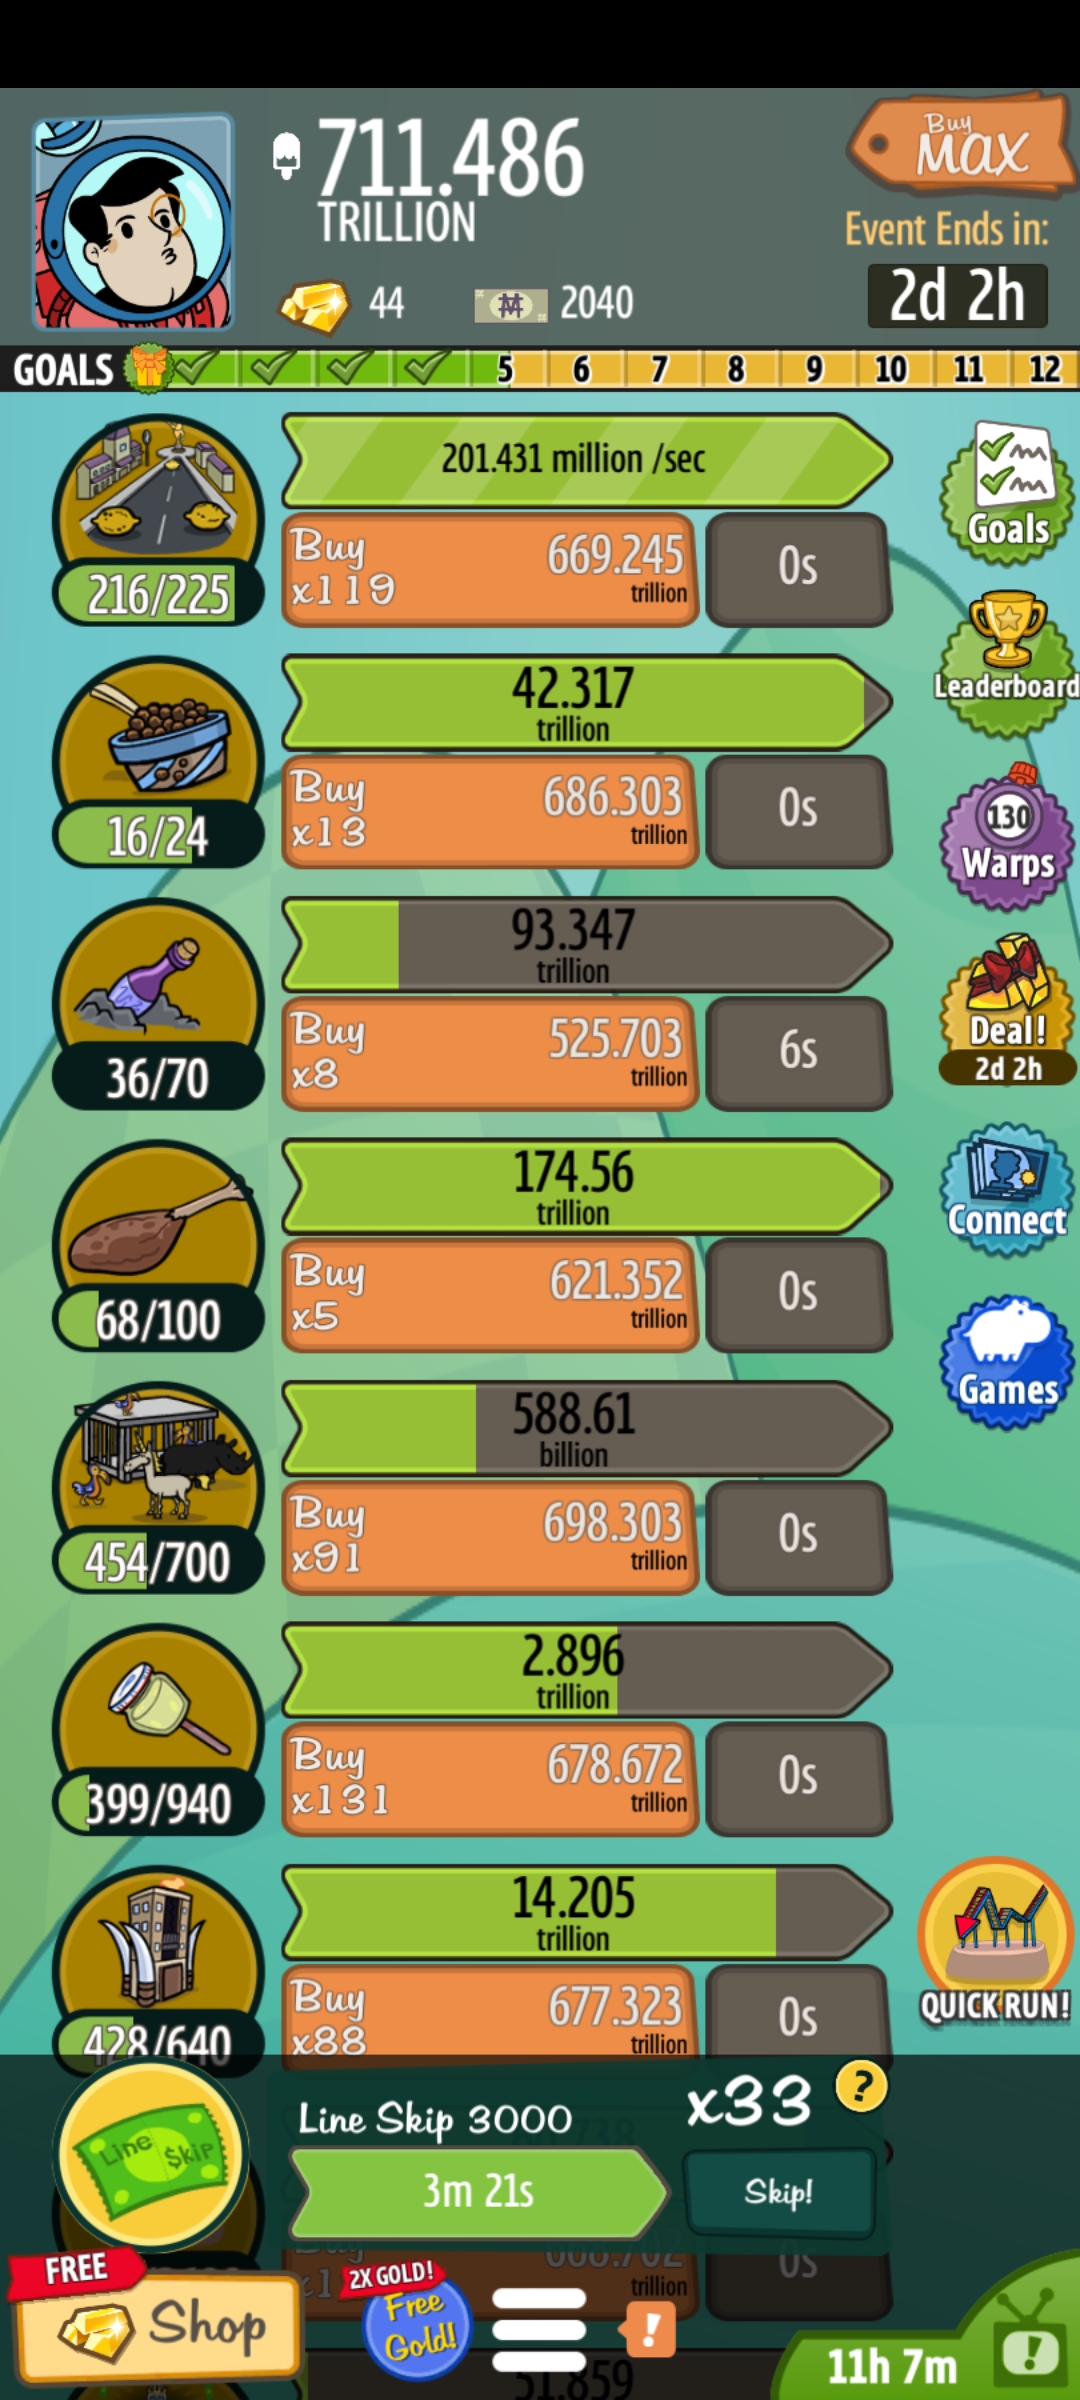 711.486
TRILLION
Buy
MAX
Event Ends in:
2d 2h
44
2040
GOALS
5 6 7 8 9 10 11 12
201.431 million /sec
Buy
x119
669.245
trillion
0s
216/225
Goals
Leaderboard
42.317
trillion
Buy
x13
686.303
trillion
0s
16/24
130
Warps
93.347
trillion
Buy
x8
525.703
trillion
6s
36/70
Deal!
2d 2h
174.56
trillion
Buy
x5
621.352
trillion
0s
68/100
Connect
Games
588.61
billion
Buy
x91
698.303
trillion
0s
454/700
2.896
trillion
Buy
x131
678.672
trillion
0s
399/940
14.205
trillion
Buy
x88
677.323
trillion
0s
428/640
QUICK RUN!
Line Skip
Line Skip 3000
x33
?
3m 21s
Skip!
trillion
0s
FREE
Shop
2X GOLD!
Free
Gold!
!
51.859
11h 7m
!